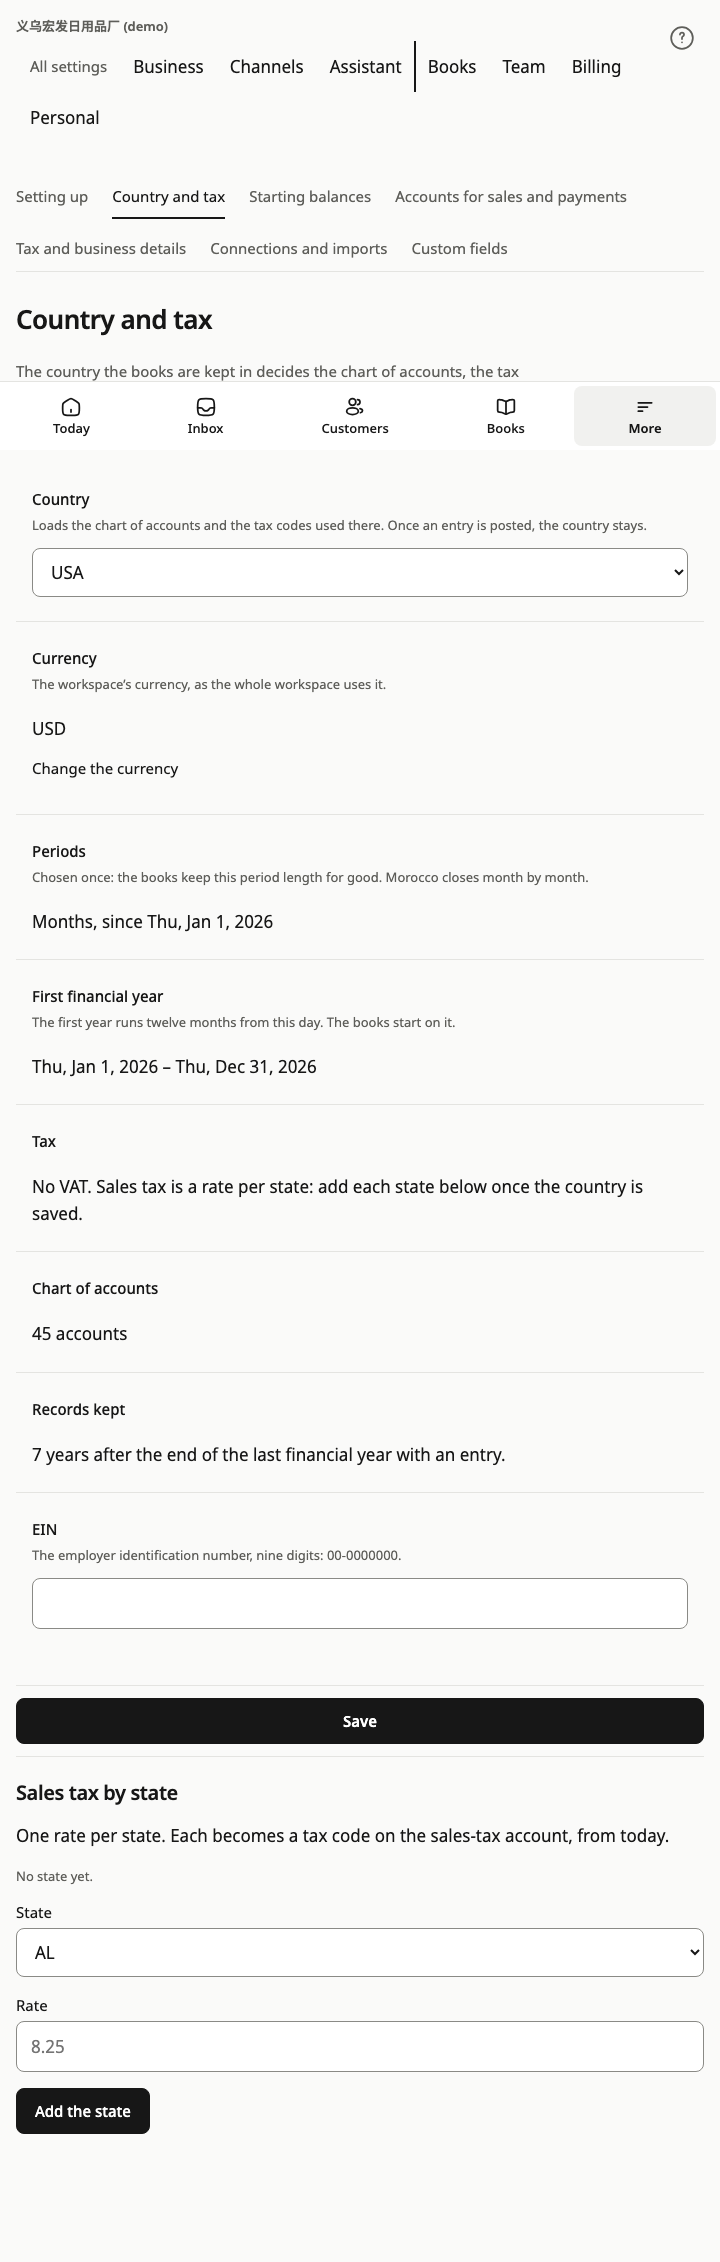 义乌宏发日用品厂 (demo)
All settings Business Channels Assistant Books Team Billing
Personal
Setting up Country and tax Starting balances Accounts for sales and payments
Tax and business details Connections and imports Custom fields
Country and tax
The country the books are kept in decides the chart of accounts, the tax
Today Inbox Customers Books More
Country
Loads the chart of accounts and the tax codes used there. Once an entry is posted, the country stays.
USA
Currency
The workspace’s currency, as the whole workspace uses it.
USD
Change the currency
Periods
Chosen once: the books keep this period length for good. Morocco closes month by month.
Months, since Thu, Jan 1, 2026
First financial year
The first year runs twelve months from this day. The books start on it.
Thu, Jan 1, 2026 – Thu, Dec 31, 2026
Tax
No VAT. Sales tax is a rate per state: add each state below once the country is
saved.
Chart of accounts
45 accounts
Records kept
7 years after the end of the last financial year with an entry.
EIN
The employer identification number, nine digits: 00-0000000.
Save
Sales tax by state
One rate per state. Each becomes a tax code on the sales-tax account, from today.
No state yet.
State
AL
Rate
8.25
Add the state